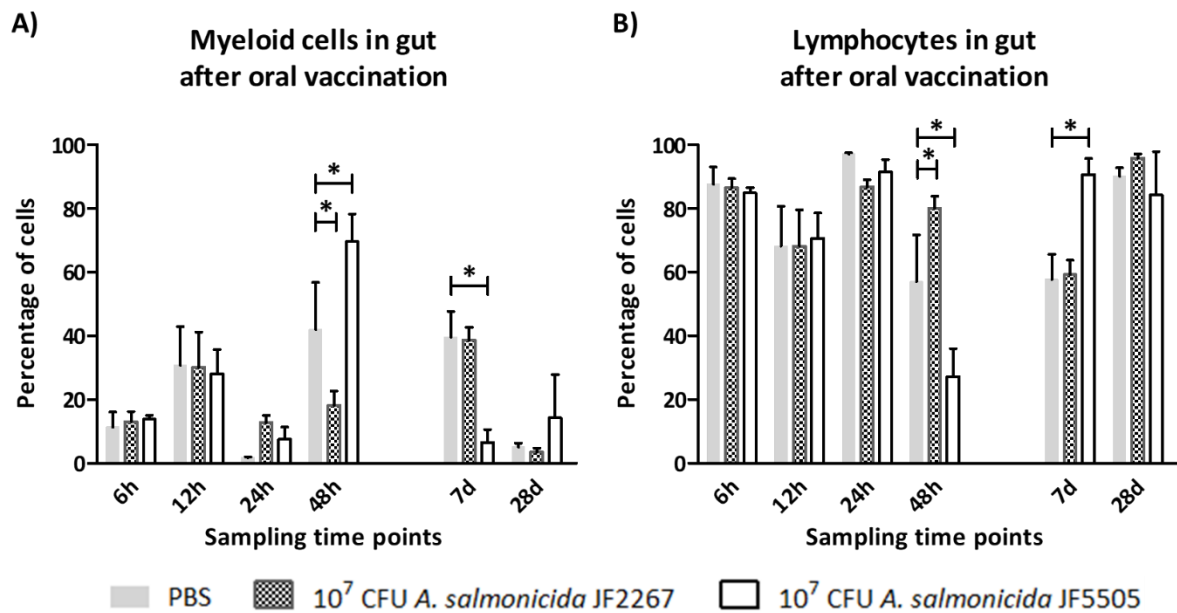 A)
Myeloid cells in gut
after oral vaccination
Percentage of cells
100
80
60
40
20
0
*
*
*
6h
12h
24h
48h
7d
28d
Sampling time points
B)
Lymphocytes in gut
after oral vaccination
Percentage of cells
100
80
60
40
20
0
*
*
*
6h
12h
24h
48h
7d
28d
Sampling time points
PBS
10⁷ CFU A. salmonicida JF2267
10⁷ CFU A. salmonicida JF5505